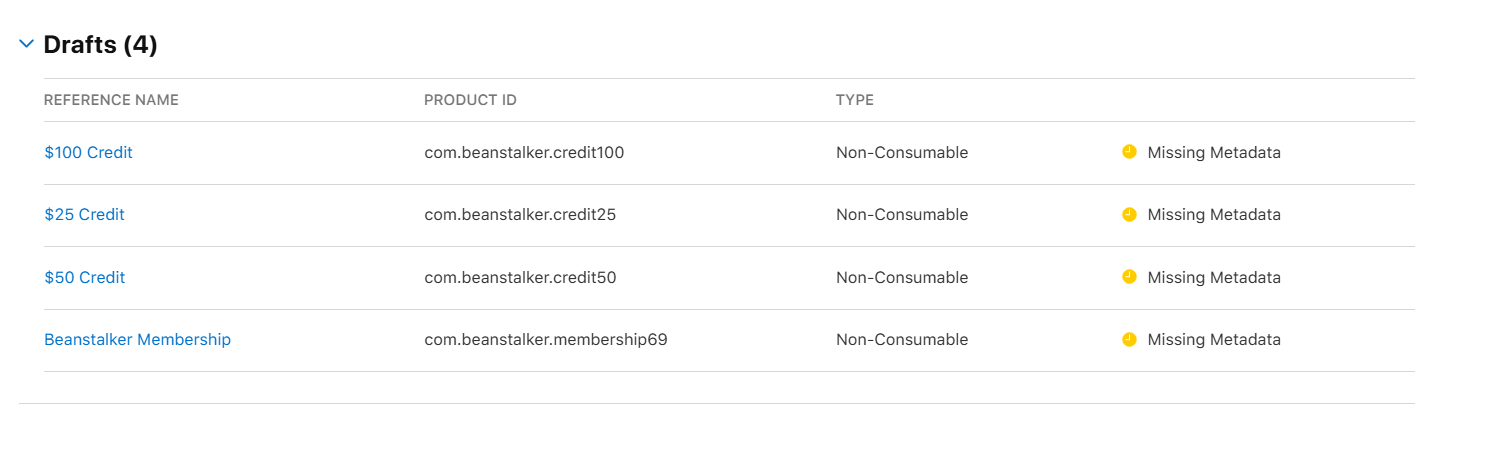 Drafts (4)
REFERENCE NAME PRODUCT ID TYPE
$100 Credit com.beanstalker.credit100 Non-Consumable Missing Metadata
$25 Credit com.beanstalker.credit25 Non-Consumable Missing Metadata
$50 Credit com.beanstalker.credit50 Non-Consumable Missing Metadata
Beanstalker Membership com.beanstalker.membership69 Non-Consumable Missing Metadata